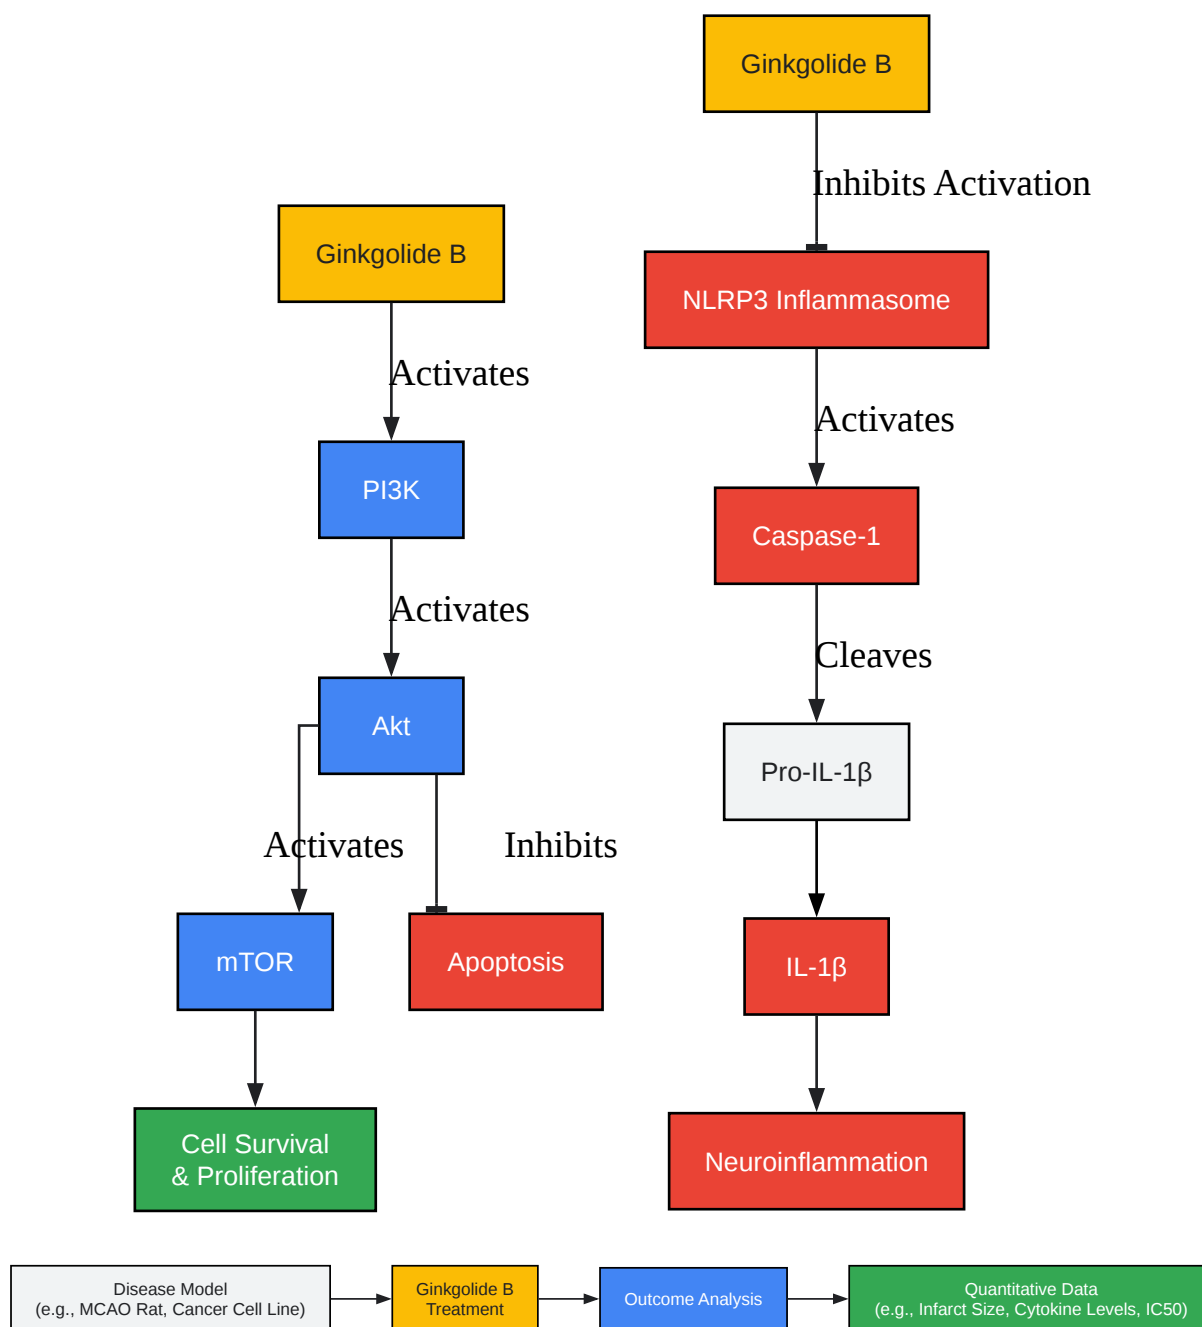 Ginkgolide B
Activates
PI3K
Activates
Akt
Activates
Inhibits
mTOR
Apoptosis
Cell Survival
& Proliferation
Ginkgolide B
Inhibits Activation
NLRP3 Inflammasome
Activates
Caspase-1
Cleaves
Pro-IL-1β
IL-1β
Neuroinflammation
Disease Model
(e.g., MCAO Rat, Cancer Cell Line)
Ginkgolide B
Treatment
Outcome Analysis
Quantitative Data
(e.g., Infarct Size, Cytokine Levels, IC50)